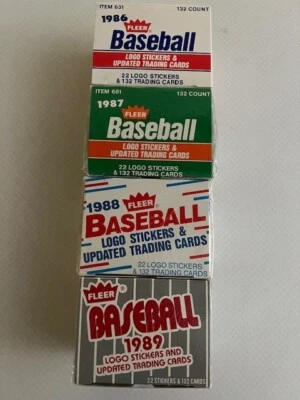 ITEM 631 132 COUNT
1986 FLEER
Baseball
LOGO STICKERS &
UPDATED TRADING CARDS
22 LOGO STICKERS
& 132 TRADING CARDS
ITEM 681 132 COUNT
1987 FLEER
Baseball
LOGO STICKERS &
UPDATED TRADING CARDS
22 LOGO STICKERS
& 132 TRADING CARDS
1988 FLEER
BASEBALL
LOGO STICKERS &
UPDATED TRADING CARDS
22 LOGO STICKERS
& 132 TRADING CARDS
FLEER
BASEBALL
1989
LOGO STICKERS AND
UPDATED TRADING CARDS
22 STICKERS & 132 CARDS